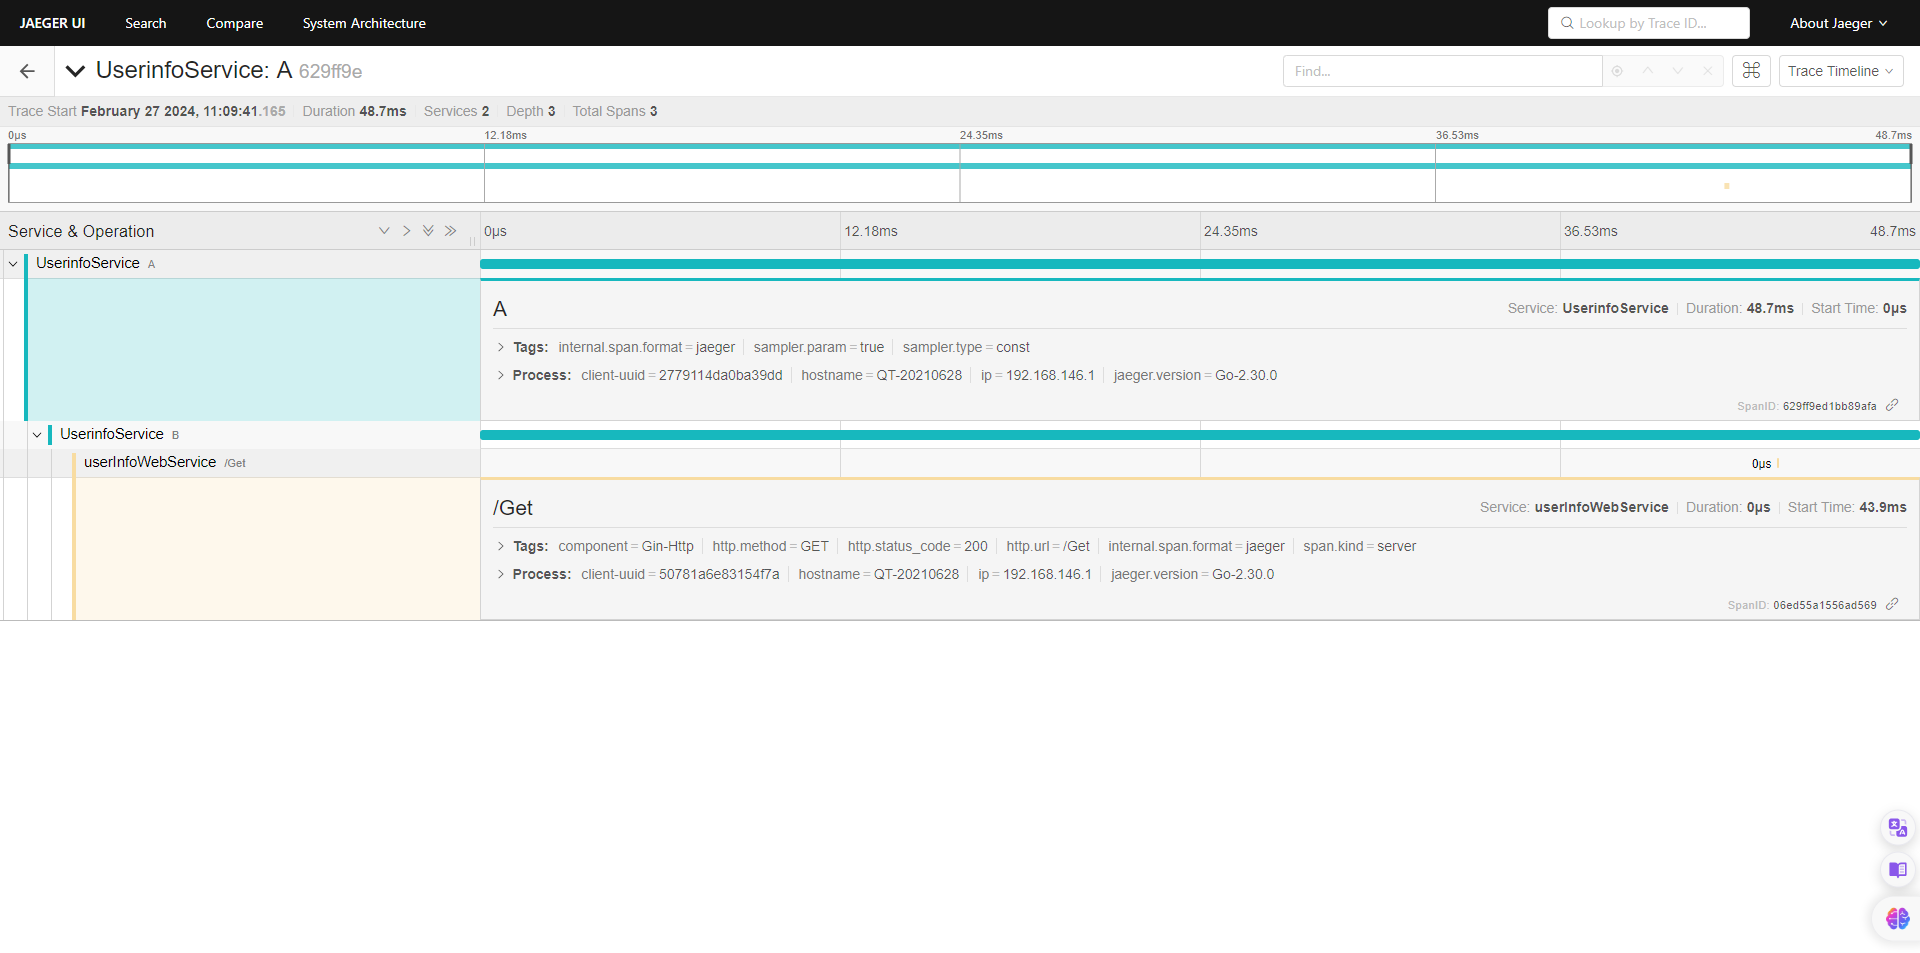 JAEGER UI Search Compare System Architecture Lookup by Trace ID... About Jaeger
UserinfoService: A 629ff9e Find... Trace Timeline
Trace Start February 27 2024, 11:09:41.165 Duration 48.7ms Services 2 Depth 3 Total Spans 3
0μs 12.18ms 24.35ms 36.53ms 48.7ms
Service & Operation 0μs 12.18ms 24.35ms 36.53ms 48.7ms
UserinfoService A
A Service: UserinfoService Duration: 48.7ms Start Time: 0μs
Tags: internal.span.format = jaeger sampler.param = true sampler.type = const
Process: client-uuid = 2779114da0ba39dd hostname = QT-20210628 ip = 192.168.146.1 jaeger.version = Go-2.30.0
SpanID: 629ff9ed1bb89afa
UserinfoService B
userInfoWebService /Get 0μs
/Get Service: userInfoWebService Duration: 0μs Start Time: 43.9ms
Tags: component = Gin-Http http.method = GET http.status_code = 200 http.url = /Get internal.span.format = jaeger span.kind = server
Process: client-uuid = 50781a6e83154f7a hostname = QT-20210628 ip = 192.168.146.1 jaeger.version = Go-2.30.0
SpanID: 06ed55a1556ad569